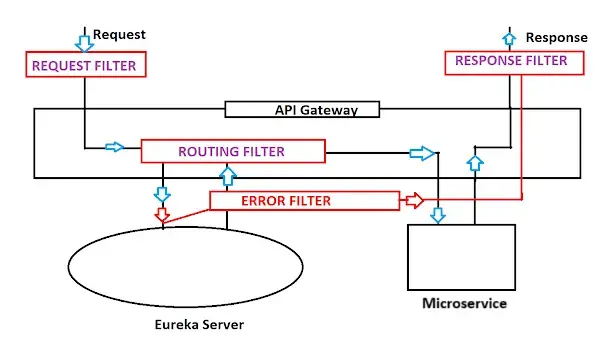 Request
Response
REQUEST FILTER
RESPONSE FILTER
API Gateway
ROUTING FILTER
ERROR FILTER
Microservice
Eureka Server